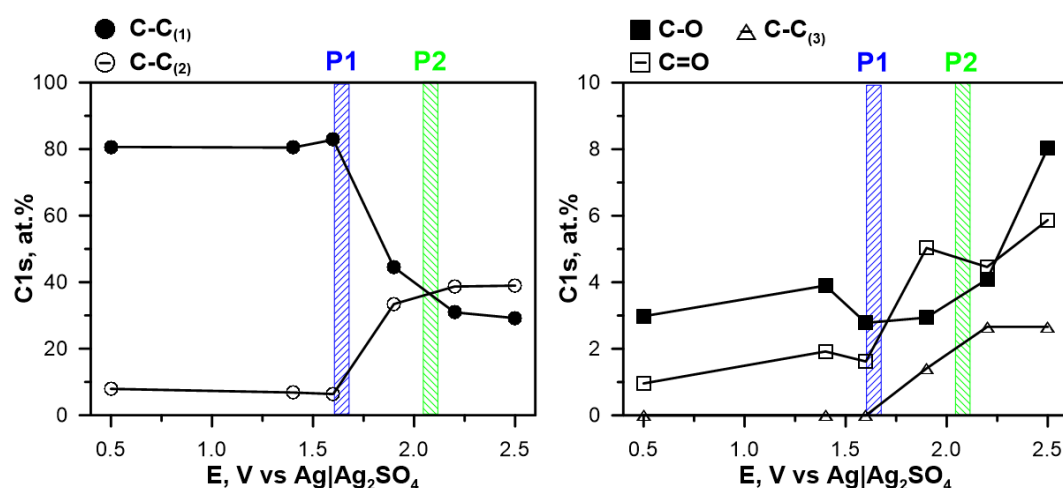 C-C(1)
C-C(2)
P1 P2
100
80
60
40
20
0
C1s, at.%
0.5 1.0 1.5 2.0 2.5
E, V vs Ag|Ag2SO4
C-O C-C(3)
C=O
P1 P2
10
8
6
4
2
0
C1s, at.%
0.5 1.0 1.5 2.0 2.5
E, V vs Ag|Ag2SO4